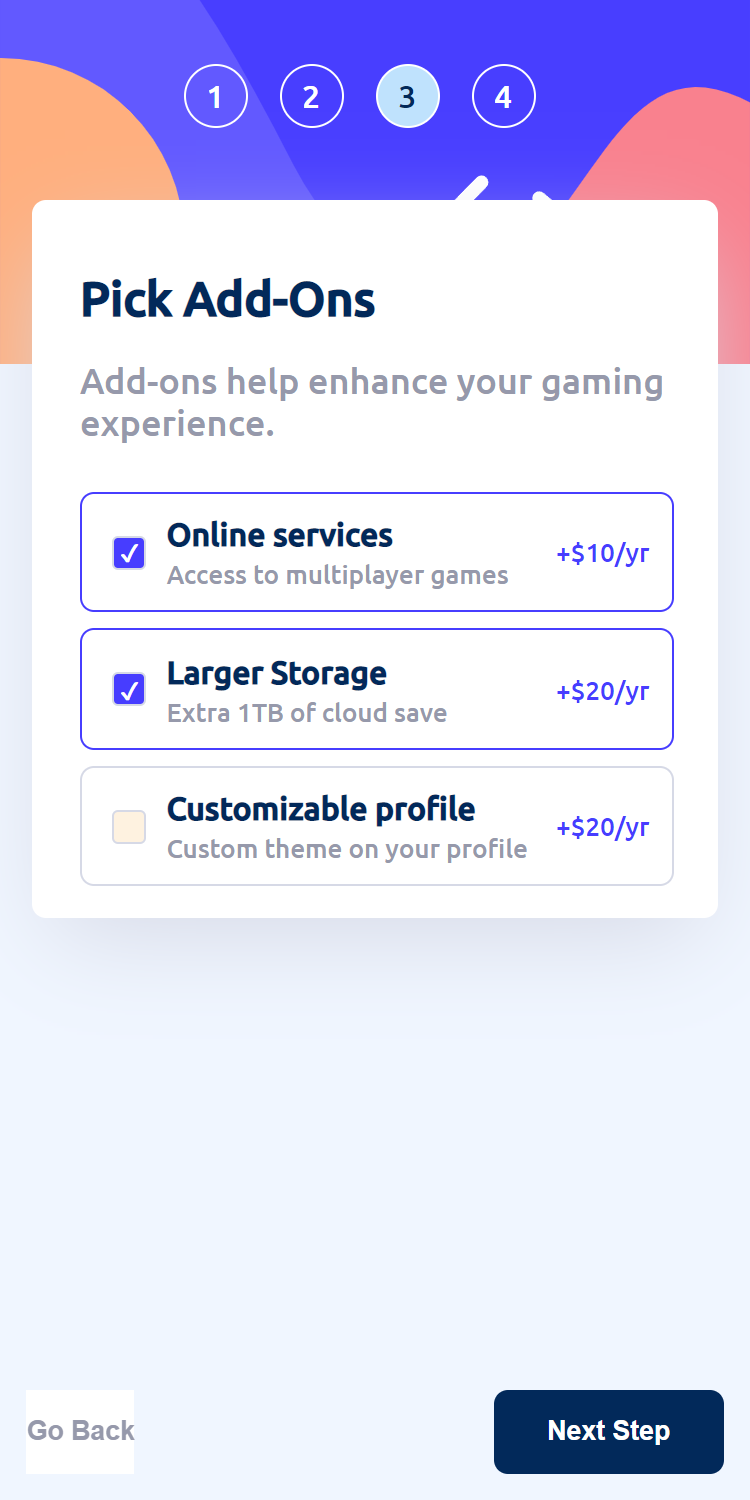 1 2 3 4
Pick Add-Ons
Add-ons help enhance your gaming
experience.
Online services
Access to multiplayer games
+$10/yr
Larger Storage
Extra 1TB of cloud save
+$20/yr
Customizable profile
Custom theme on your profile
+$20/yr
Go Back
Next Step